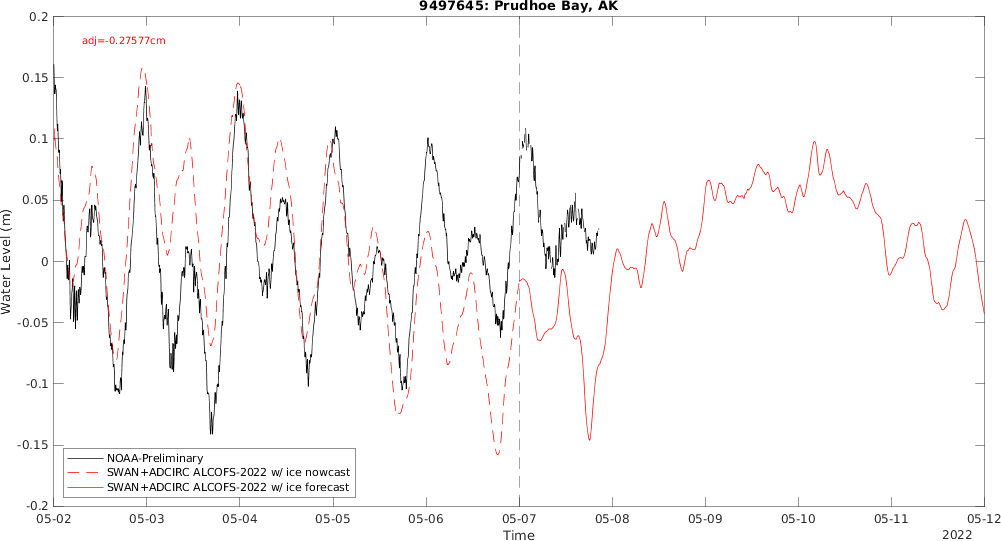 9497645: Prudhoe Bay, AK
adj=-0.27577cm
0.2
0.15
0.1
0.05
0
-0.05
-0.1
-0.15
-0.2
Water Level (m)
NOAA-Preliminary
SWAN+ADCIRC ALCOFS-2022 w/ ice nowcast
SWAN+ADCIRC ALCOFS-2022 w/ ice forecast
05-02 05-03 05-04 05-05 05-06 05-07 05-08 05-09 05-10 05-11 05-12
Time
2022